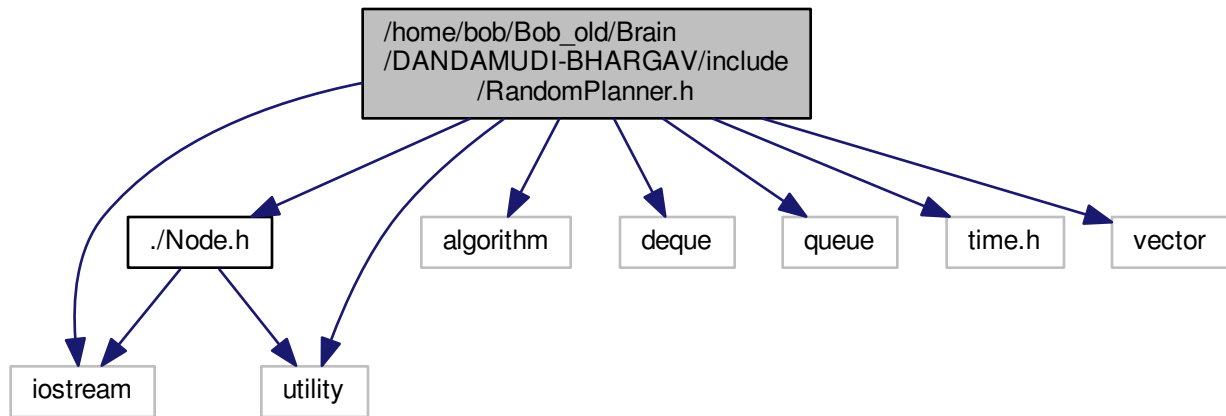 /home/bob/Bob_old/Brain
/DANDAMUDI-BHARGAV/include
/RandomPlanner.h
./Node.h
algorithm
deque
queue
time.h
vector
iostream
utility